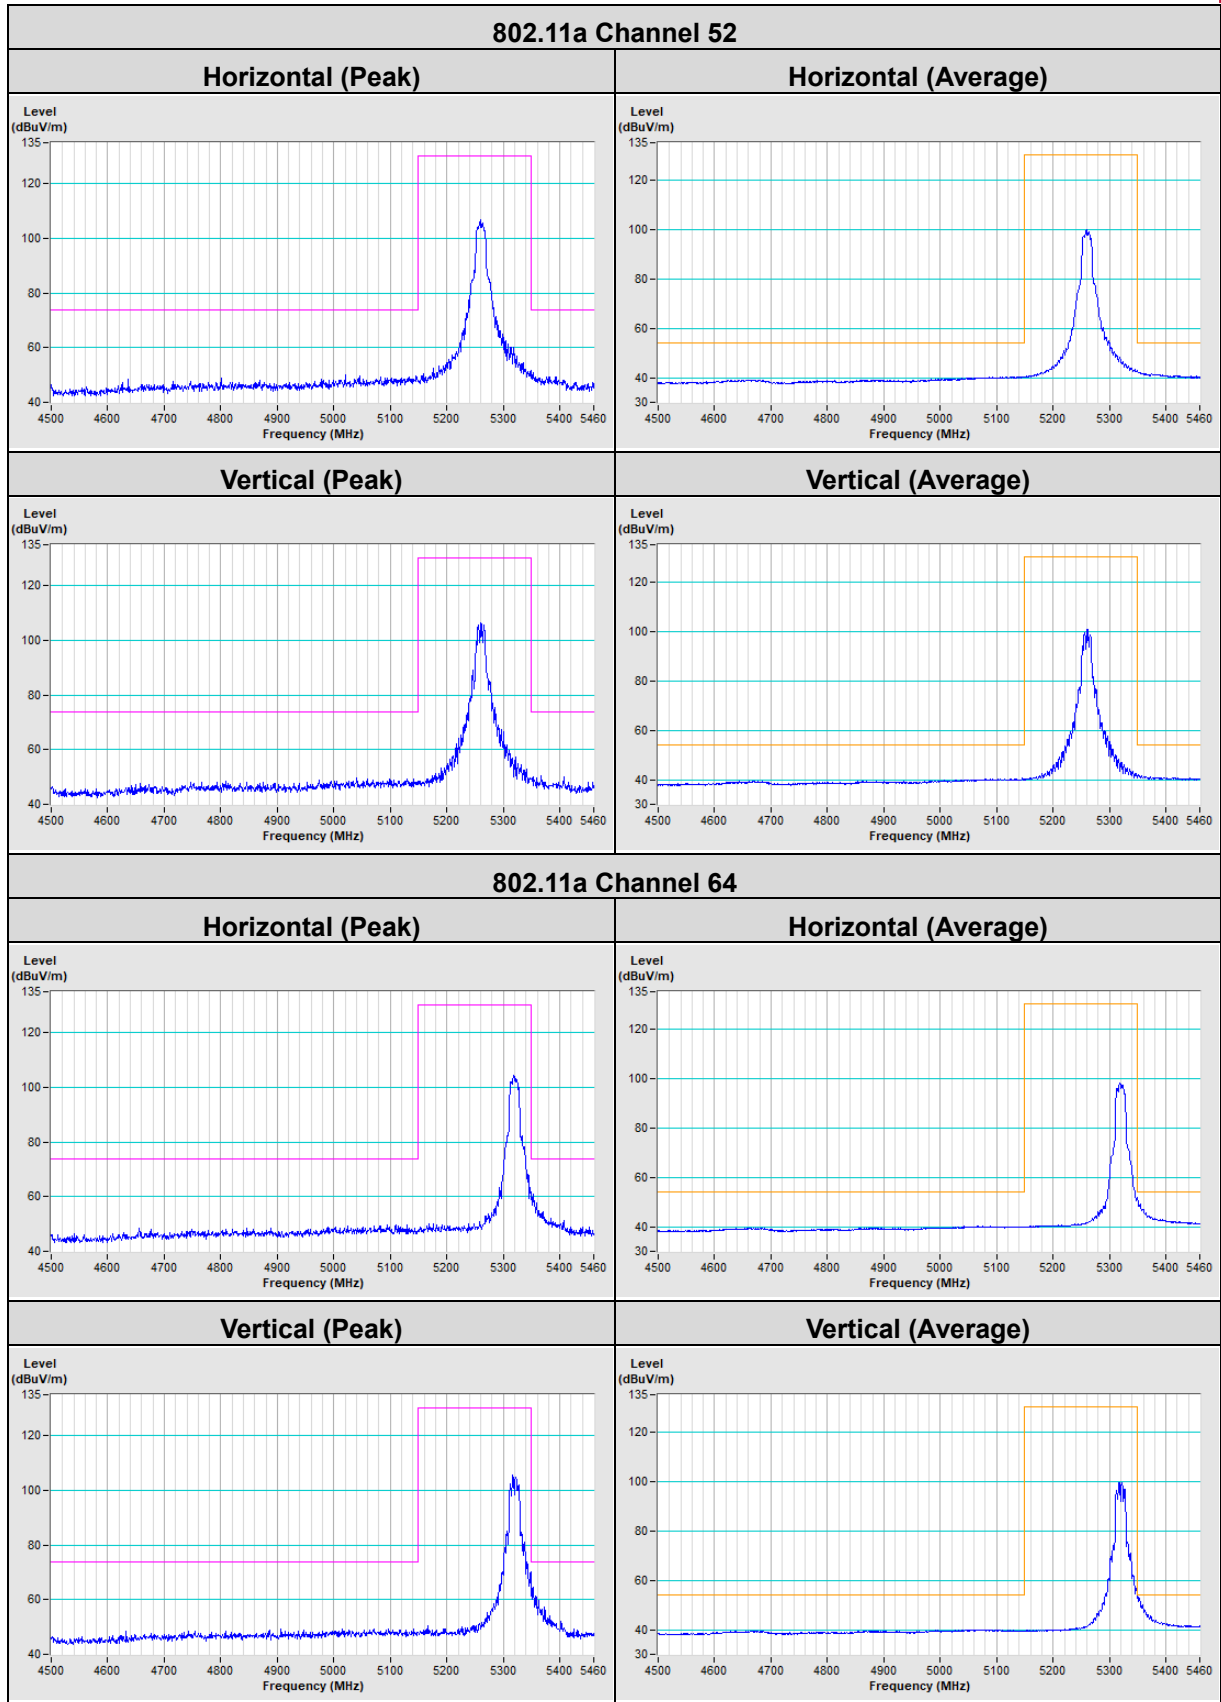 802.11a Channel 52
Horizontal (Peak)
Horizontal (Average)
Level
(dBuV/m)
135
120
100
80
60
40
4500 4600 4700 4800 4900 5000 5100 5200 5300 5400 5460
Frequency (MHz)
Level
(dBuV/m)
135
120
100
80
60
40
30
4500 4600 4700 4800 4900 5000 5100 5200 5300 5400 5460
Frequency (MHz)
Vertical (Peak)
Vertical (Average)
Level
(dBuV/m)
135
120
100
80
60
40
4500 4600 4700 4800 4900 5000 5100 5200 5300 5400 5460
Frequency (MHz)
Level
(dBuV/m)
135
120
100
80
60
40
30
4500 4600 4700 4800 4900 5000 5100 5200 5300 5400 5460
Frequency (MHz)
802.11a Channel 64
Horizontal (Peak)
Horizontal (Average)
Level
(dBuV/m)
135
120
100
80
60
40
4500 4600 4700 4800 4900 5000 5100 5200 5300 5400 5460
Frequency (MHz)
Level
(dBuV/m)
135
120
100
80
60
40
30
4500 4600 4700 4800 4900 5000 5100 5200 5300 5400 5460
Frequency (MHz)
Vertical (Peak)
Vertical (Average)
Level
(dBuV/m)
135
120
100
80
60
40
4500 4600 4700 4800 4900 5000 5100 5200 5300 5400 5460
Frequency (MHz)
Level
(dBuV/m)
135
120
100
80
60
40
30
4500 4600 4700 4800 4900 5000 5100 5200 5300 5400 5460
Frequency (MHz)